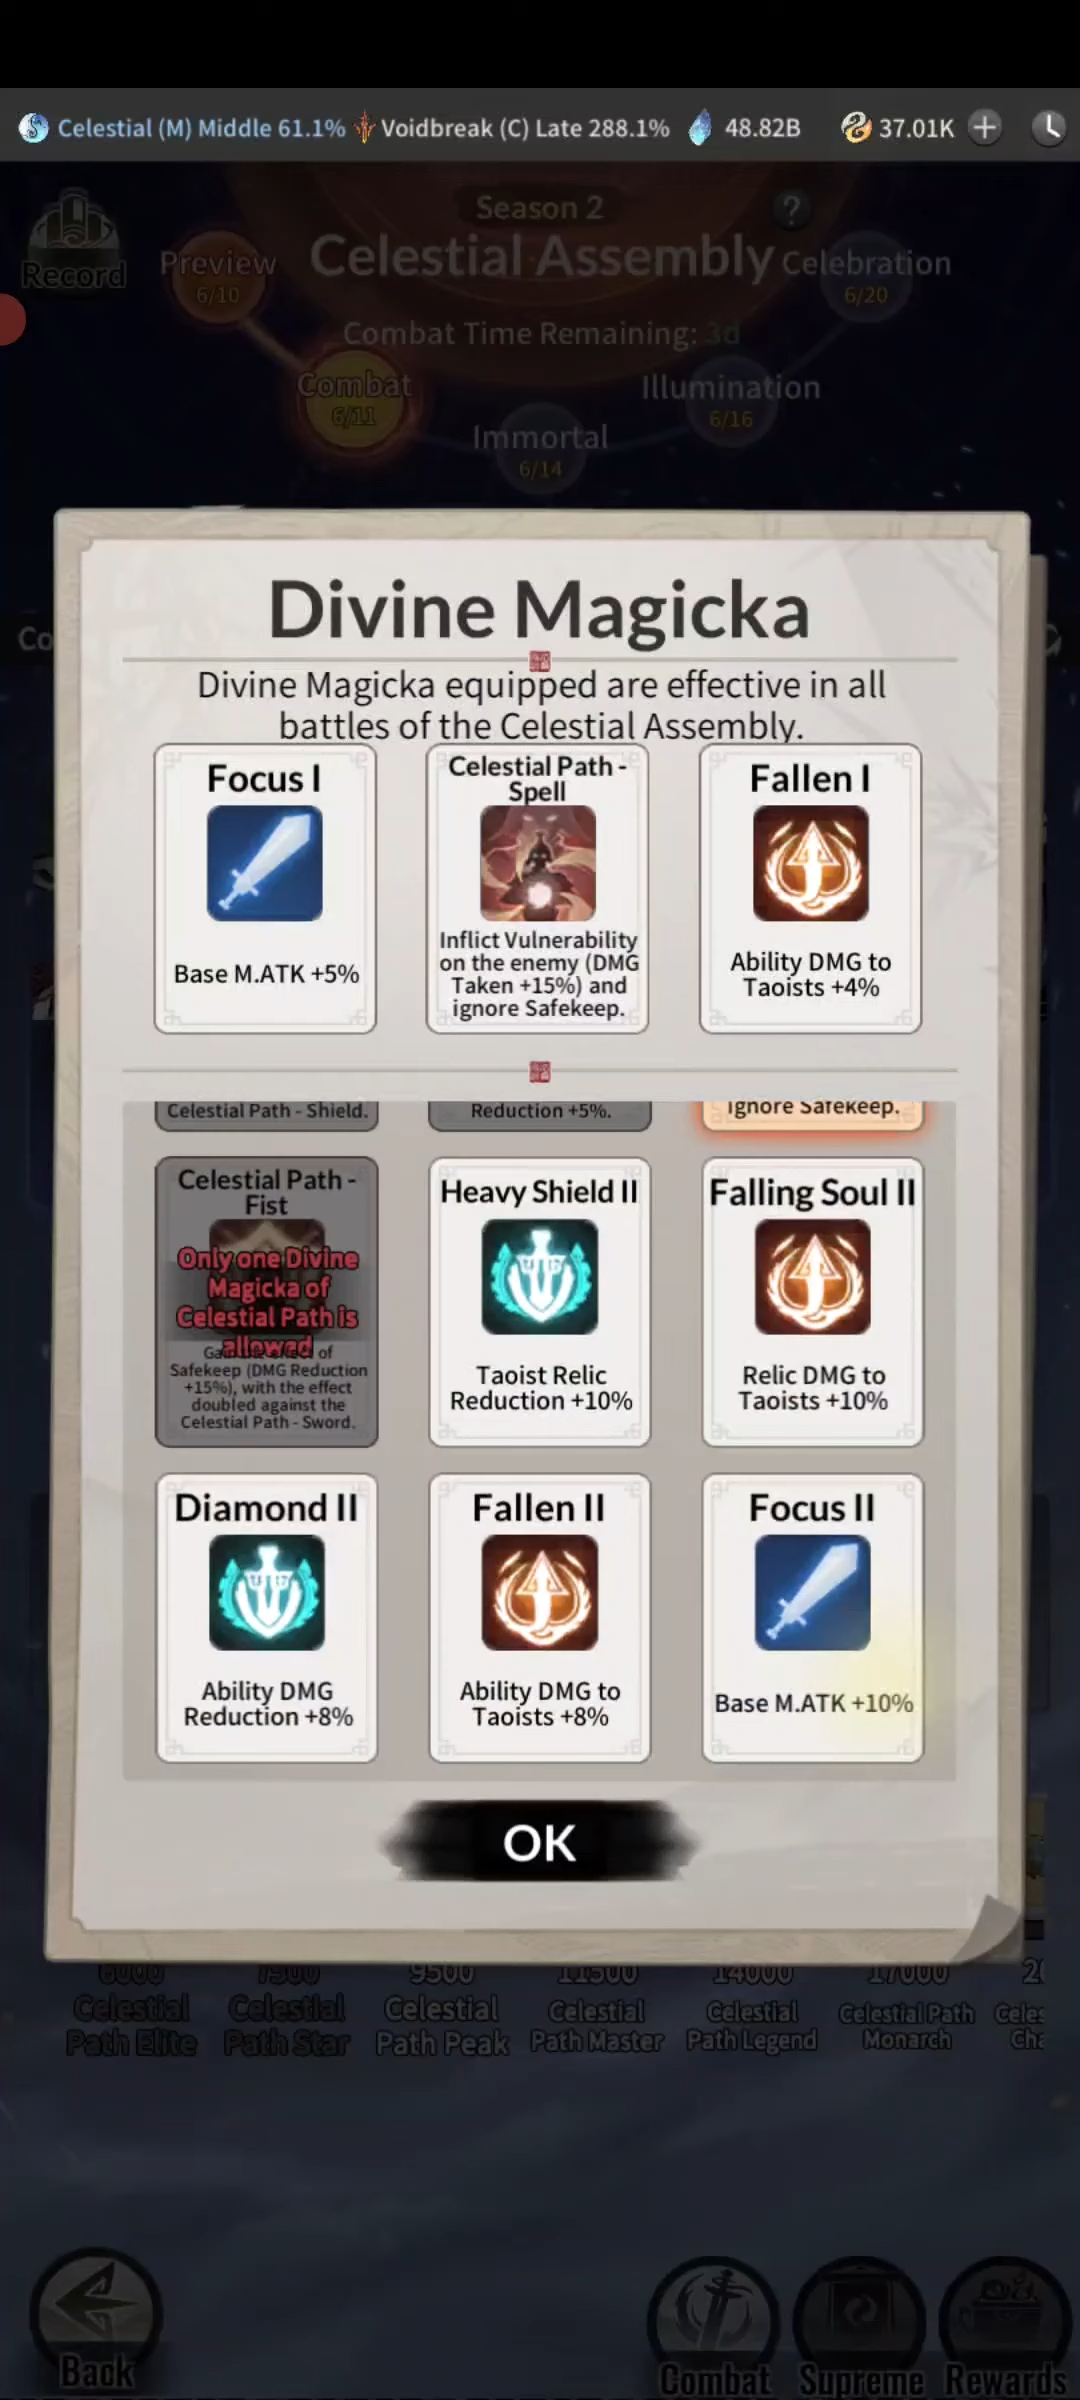 Celestial (M) Middle 61.1% Voidbreak (C) Late 288.1% 48.82B 37.01K
Season 2
?
Record
Preview
6/10
Celestial Assembly
Celebration
6/20
Combat Time Remaining: 3d
Combat
6/11
Illumination
6/16
Immortal
6/14
Co
Divine Magicka
Divine Magicka equipped are effective in all
battles of the Celestial Assembly.
Focus I
Base M.ATK +5%
Celestial Path -
Spell
Inflict Vulnerability
on the enemy (DMG
Taken +15%) and
ignore Safekeep.
Fallen I
Ability DMG to
Taoists +4%
Celestial Path - Shield.
Reduction +5%.
ignore Safekeep.
Celestial Path -
Fist
Only one Divine
Magicka of
Celestial Path is
allowed
of
Safekeep (DMG Reduction
+15%), with the effect
doubled against the
Celestial Path - Sword.
Heavy Shield II
Taoist Relic
Reduction +10%
Falling Soul II
Relic DMG to
Taoists +10%
Diamond II
Ability DMG
Reduction +8%
Fallen II
Ability DMG to
Taoists +8%
Focus II
Base M.ATK +10%
OK
6000 7500 9500 11500 14000 17000
Celestial
Path Elite
Celestial
Path Star
Celestial
Path Peak
Celestial
Path Master
Celestial
Path Legend
Celestial Path
Monarch
Celes
Cha
Back
Combat
Supreme
Rewards